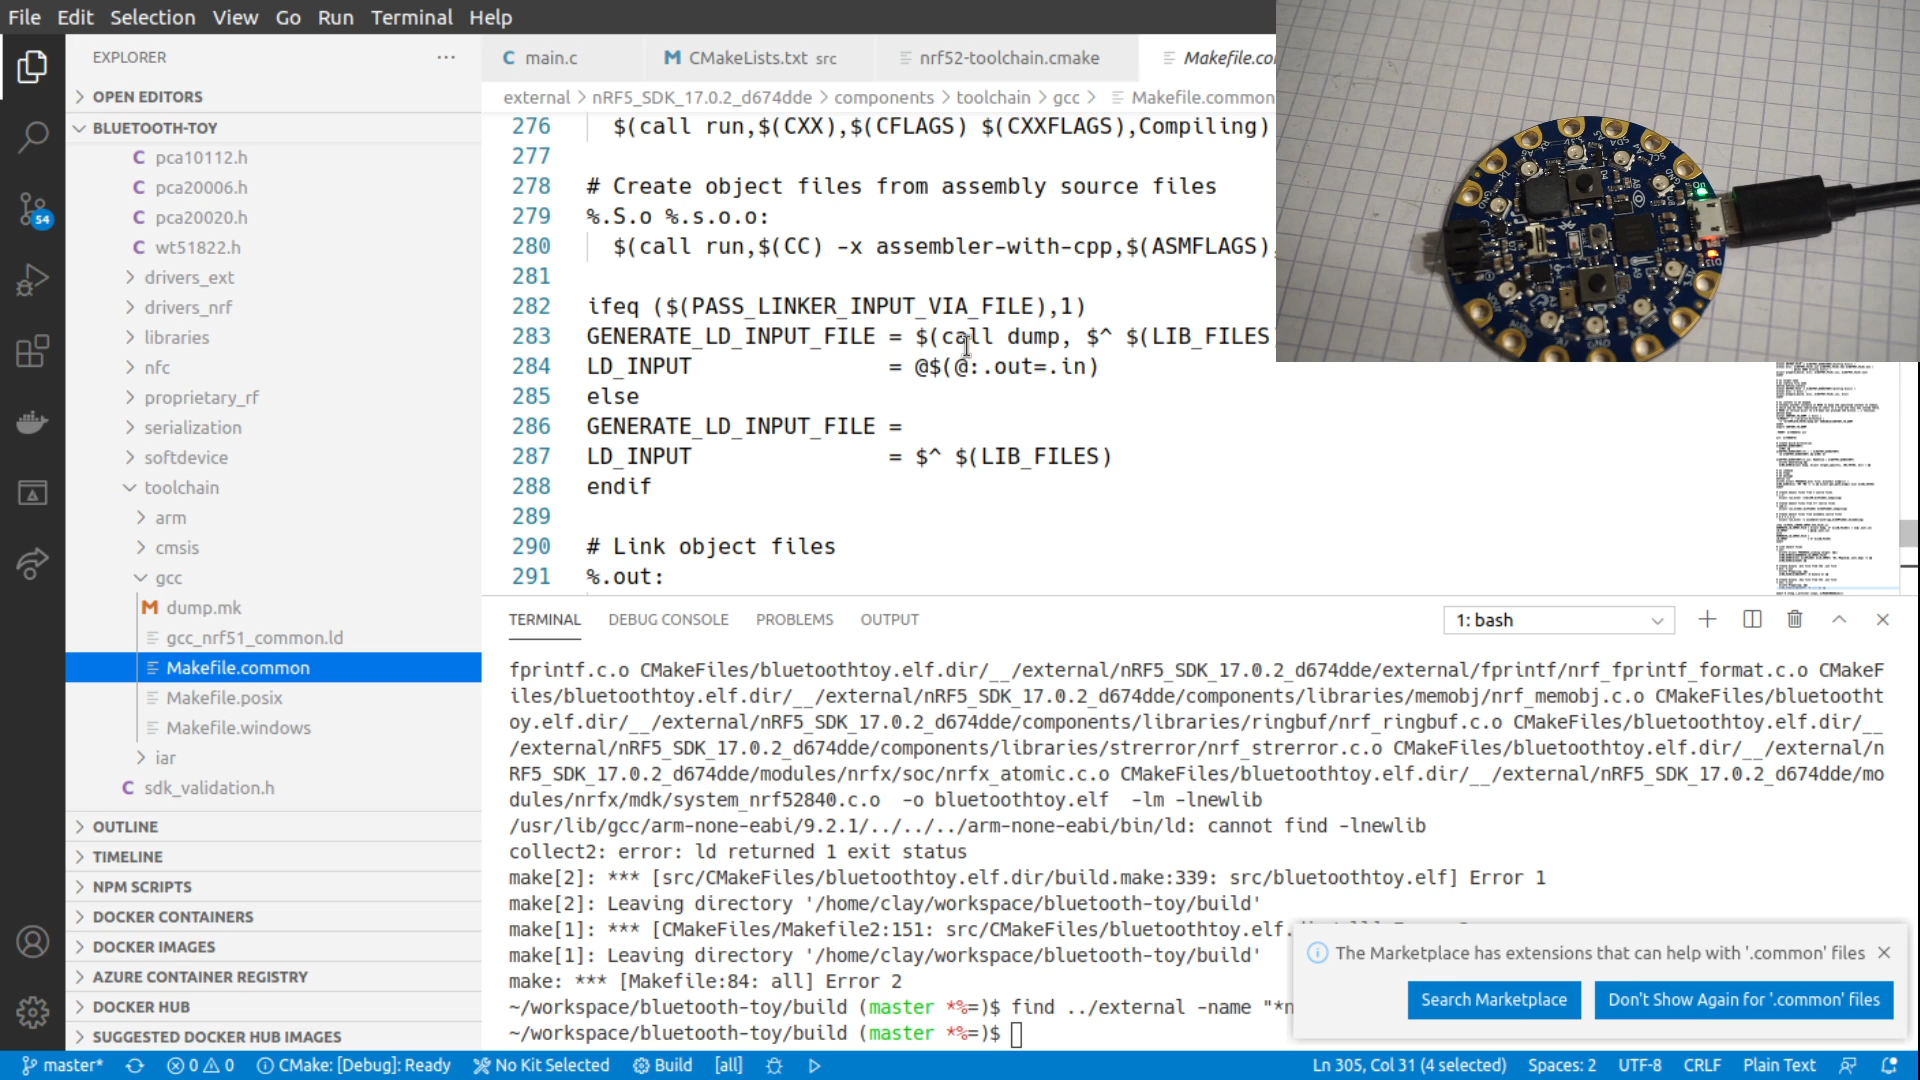 File Edit Selection View Go Run Terminal Help
EXPLORER
OPEN EDITORS
BLUETOOTH-TOY
C pca10112.h
C pca20006.h
C pca20020.h
C wt51822.h
drivers_ext
drivers_nrf
libraries
nfc
proprietary_rf
serialization
softdevice
toolchain
arm
cmsis
gcc
M dump.mk
gcc_nrf51_common.ld
Makefile.common
Makefile.posix
Makefile.windows
iar
C sdk_validation.h
OUTLINE
TIMELINE
NPM SCRIPTS
DOCKER CONTAINERS
DOCKER IMAGES
AZURE CONTAINER REGISTRY
DOCKER HUB
SUGGESTED DOCKER HUB IMAGES
54
C main.c M CMakeLists.txt src nrf52-toolchain.cmake Makefile.co
external > nRF5_SDK_17.0.2_d674dde > components > toolchain > gcc > Makefile.common
276 $(call run,$(CXX),$(CFLAGS) $(CXXFLAGS),Compiling)
277
278 # Create object files from assembly source files
279 %.S.o %.s.o.o:
280 $(call run,$(CC) -x assembler-with-cpp,$(ASMFLAGS),
281
282 ifeq ($(PASS_LINKER_INPUT_VIA_FILE),1)
283 GENERATE_LD_INPUT_FILE = $(call dump, $^ $(LIB_FILES)
284 LD_INPUT = @$(@:.out=.in)
285 else
286 GENERATE_LD_INPUT_FILE =
287 LD_INPUT = $^ $(LIB_FILES)
288 endif
289
290 # Link object files
291 %.out:
TERMINAL DEBUG CONSOLE PROBLEMS OUTPUT 1: bash
fprintf.c.o CMakeFiles/bluetoothtoy.elf.dir/__/external/nRF5_SDK_17.0.2_d674dde/external/fprintf/nrf_fprintf_format.c.o CMakeF
iles/bluetoothtoy.elf.dir/__/external/nRF5_SDK_17.0.2_d674dde/components/libraries/memobj/nrf_memobj.c.o CMakeFiles/bluetootht
oy.elf.dir/__/external/nRF5_SDK_17.0.2_d674dde/components/libraries/ringbuf/nrf_ringbuf.c.o CMakeFiles/bluetoothtoy.elf.dir/__
/external/nRF5_SDK_17.0.2_d674dde/components/libraries/strerror/nrf_strerror.c.o CMakeFiles/bluetoothtoy.elf.dir/__/external/n
RF5_SDK_17.0.2_d674dde/modules/nrfx/soc/nrfx_atomic.c.o CMakeFiles/bluetoothtoy.elf.dir/__/external/nRF5_SDK_17.0.2_d674dde/mo
dules/nrfx/mdk/system_nrf52840.c.o -o bluetoothtoy.elf -lm -lnewlib
/usr/lib/gcc/arm-none-eabi/9.2.1/../../../arm-none-eabi/bin/ld: cannot find -lnewlib
collect2: error: ld returned 1 exit status
make[2]: *** [src/CMakeFiles/bluetoothtoy.elf.dir/build.make:339: src/bluetoothtoy.elf] Error 1
make[2]: Leaving directory '/home/clay/workspace/bluetooth-toy/build'
make[1]: *** [CMakeFiles/Makefile2:151: src/CMakeFiles/bluetoothtoy.elf.
make[1]: Leaving directory '/home/clay/workspace/bluetooth-toy/build'
make: *** [Makefile:84: all] Error 2
~/workspace/bluetooth-toy/build (master *%=)$ find ../external -name "*n
~/workspace/bluetooth-toy/build (master *%=)$
The Marketplace has extensions that can help with '.common' files
Search Marketplace Don't Show Again for '.common' files
master* 0 0 CMake: [Debug]: Ready No Kit Selected Build [all] Ln 305, Col 31 (4 selected) Spaces: 2 UTF-8 CRLF Plain Text